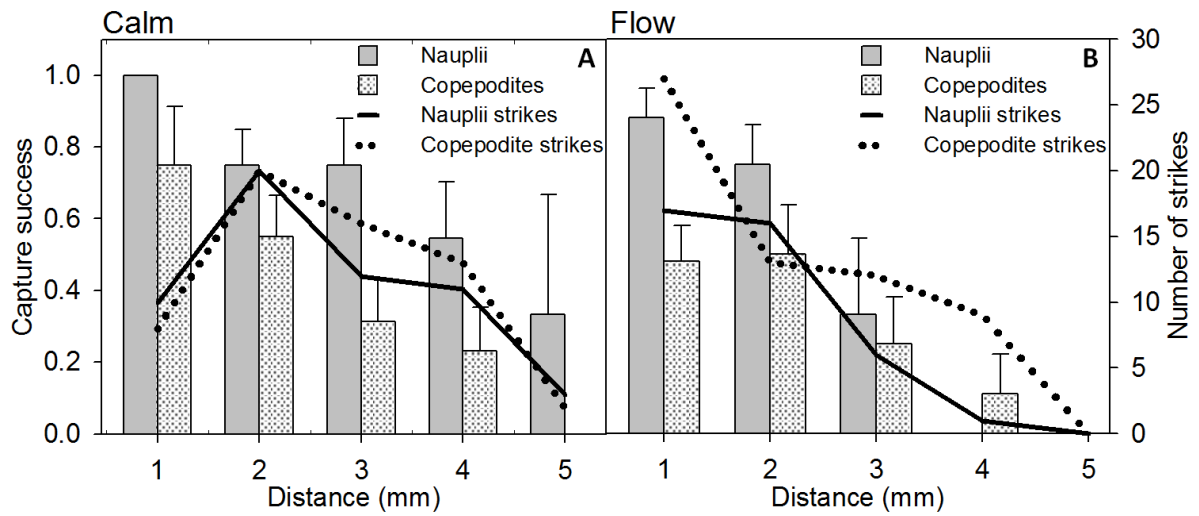 Calm
Flow
A
Nauplii
Copepodites
Nauplii strikes
Copepodite strikes
B
Nauplii
Copepodites
Nauplii strikes
Copepodite strikes
Capture success
1.0
0.8
0.6
0.4
0.2
0.0
30
25
20
15
10
5
0
Number of strikes
1 2 3 4 5
1 2 3 4 5
Distance (mm)
Distance (mm)